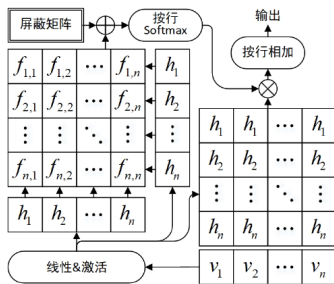 屏蔽矩阵
按行
Softmax
输出
按行相加
f1,1 f1,2 ⋯ f1,n h1
f2,1 f2,2 ⋯ f2,n h2
⋮ ⋮ ⋱ ⋮ ⋮
fn,1 fn,2 ⋯ fn,n hn
h1 h2 ⋯ hn
h1 h1 ⋯ h1
h2 h2 ⋯ h2
⋮ ⋮ ⋱ ⋮
hn hn ⋯ hn
线性&激活
v1 v2 ⋯ vn